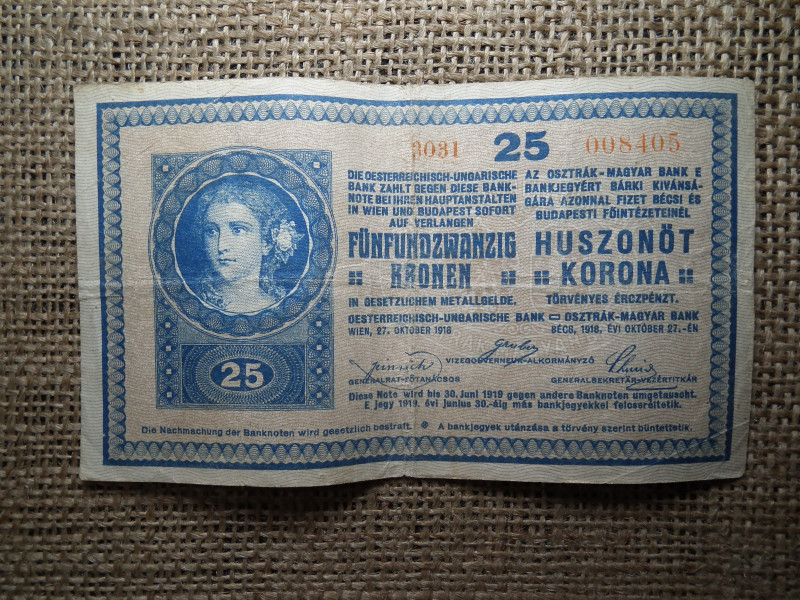 3031 25 008405
DIE OESTERREICHISCH-UNGARISCHE
BANK ZAHLT GEGEN DIESE BANK-
NOTE BEI IHREN HAUPTANSTALTEN
IN WIEN UND BUDAPEST SOFORT
AUF VERLANGEN
FÜNFUNDZWANZIG
KRONEN
IN GESETZLICHEM METALLGELDE.
OESTERREICHISCH-UNGARISCHE BANK
WIEN, 27. OKTOBER 1918
AZ OSZTRÁK-MAGYAR BANK E
BANKJEGYÉRT BÁRKI KIVÁNSÁ-
GÁRA AZONNAL FIZET BÉCSI ÉS
BUDAPESTI FŐINTÉZETEINÉL
HUSZONÖT
KORONA
TÖRVÉNYES ÉRCZPÉNZT.
OSZTRÁK-MAGYAR BANK
BÉCS, 1918. ÉVI OKTOBER 27.-ÉN
VIZEGOUVERNEUR-ALKORMÁNYZÓ
GENERALRAT-FŐTANÁCSOS
GENERALSEKRETÄR-VEZÉRTITKÁR
25
Diese Note wird bis 30. Juni 1919 gegen andere Banknoten umgetauscht.
E jegy 1919. évi junius 30.-áig más bankjegyekkel felcseréltetik.
Die Nachmachung der Banknoten wird gesetzlich bestraft. A bankjegyek utánzása a törvény szerint büntettetik.